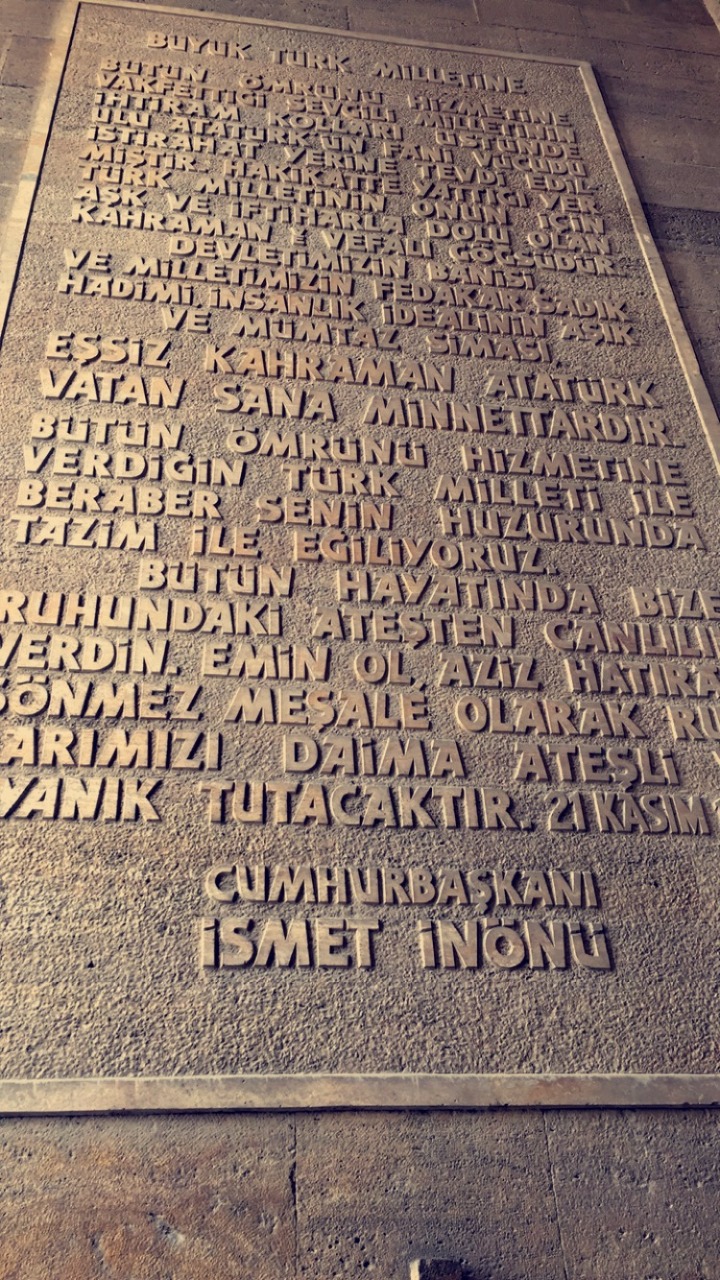 BÜYÜK TÜRK MİLLETİNE
BÜTÜN ÖMRÜNÜ HİZMETİNE
VAKFETTİĞİ SEVGİLİ MİLLETİNİN
İHTİRAM KOLLARI ÜSTÜNDE
ULU ATATÜRK'ÜN FANİ VÜCUDU
İSTİRAHAT YERİNE TEVDİ EDİL-
MİŞTİR. HAKİKATTE YATTIĞI YER
TÜRK MİLLETİNİN ONUN İÇİN
AŞK VE İFTİHARLA DOLU OLAN
KAHRAMAN VE VEFALI GÖĞSÜDÜR.
DEVLETİMİZİN BANİSİ
VE MİLLETİMİZİN FEDAKAR, SADIK
HADİMİ, İNSANLIK İDEALİNİN AŞIK
VE MÜMTAZ SİMASI,
EŞSİZ KAHRAMAN ATATÜRK
VATAN SANA MİNNETTARDIR.
BÜTÜN ÖMRÜNÜ HİZMETİNE
VERDİĞİN TÜRK MİLLETİ İLE
BERABER SENİN HUZURUNDA
TAZİM İLE EĞİLİYORUZ.
BÜTÜN HAYATINDA BİZE
RUHUNDAKİ ATEŞTEN CANLILI
VERDİN. EMİN OL, AZİZ HATIRA
SÖNMEZ MEŞALE OLARAK RU
ARIMIZI DAİMA ATEŞLİ
YANIK TUTACAKTIR. 21 KASIM
CUMHURBAŞKANI
İSMET İNÖNÜ